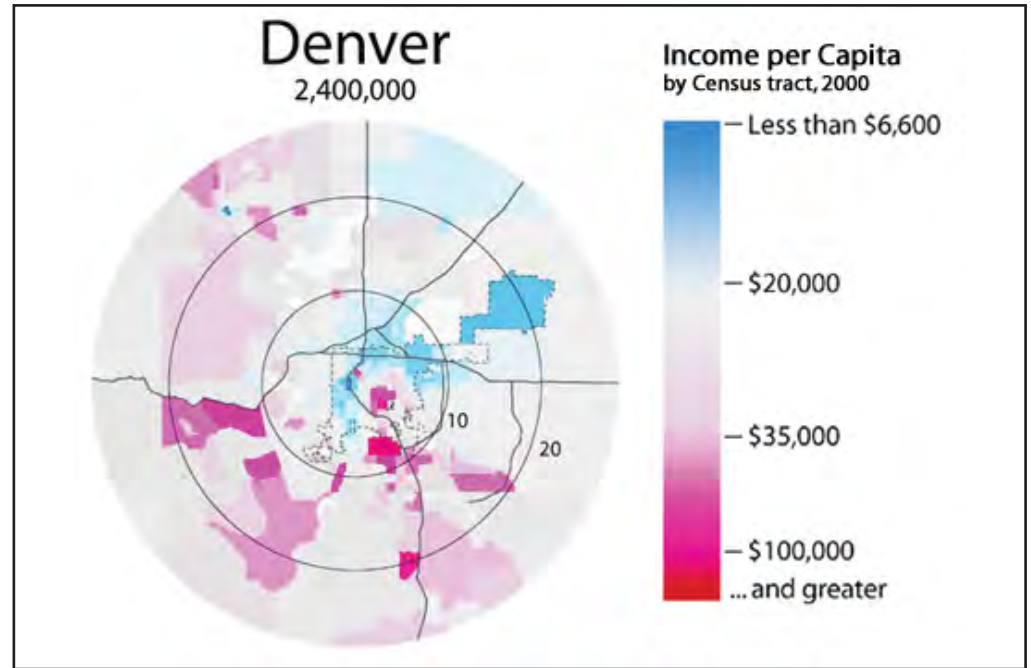 Denver
2,400,000
Income per Capita
by Census tract, 2000
Less than $6,600
$20,000
$35,000
$100,000
... and greater
10
20